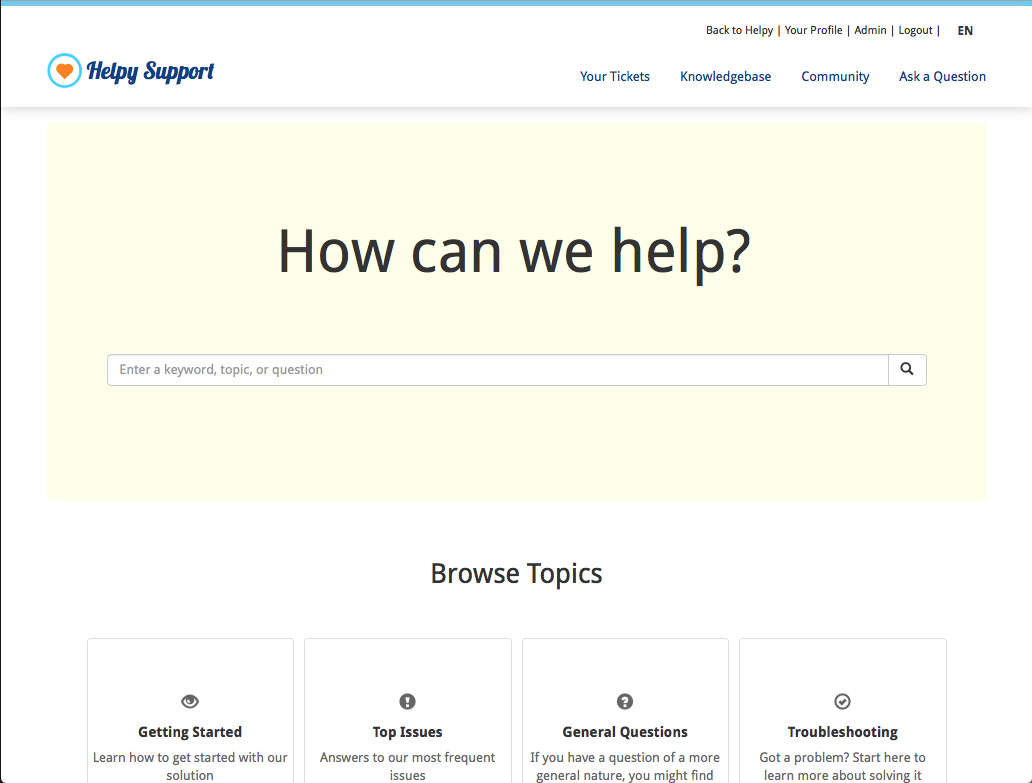 Back to Helpy | Your Profile | Admin | Logout | EN
Helpy Support
Your Tickets Knowledgebase Community Ask a Question
How can we help?
Enter a keyword, topic, or question
Browse Topics
Getting Started
Learn how to get started with our
solution
Top Issues
Answers to our most frequent
issues
General Questions
If you have a question of a more
general nature, you might find
Troubleshooting
Got a problem? Start here to
learn more about solving it